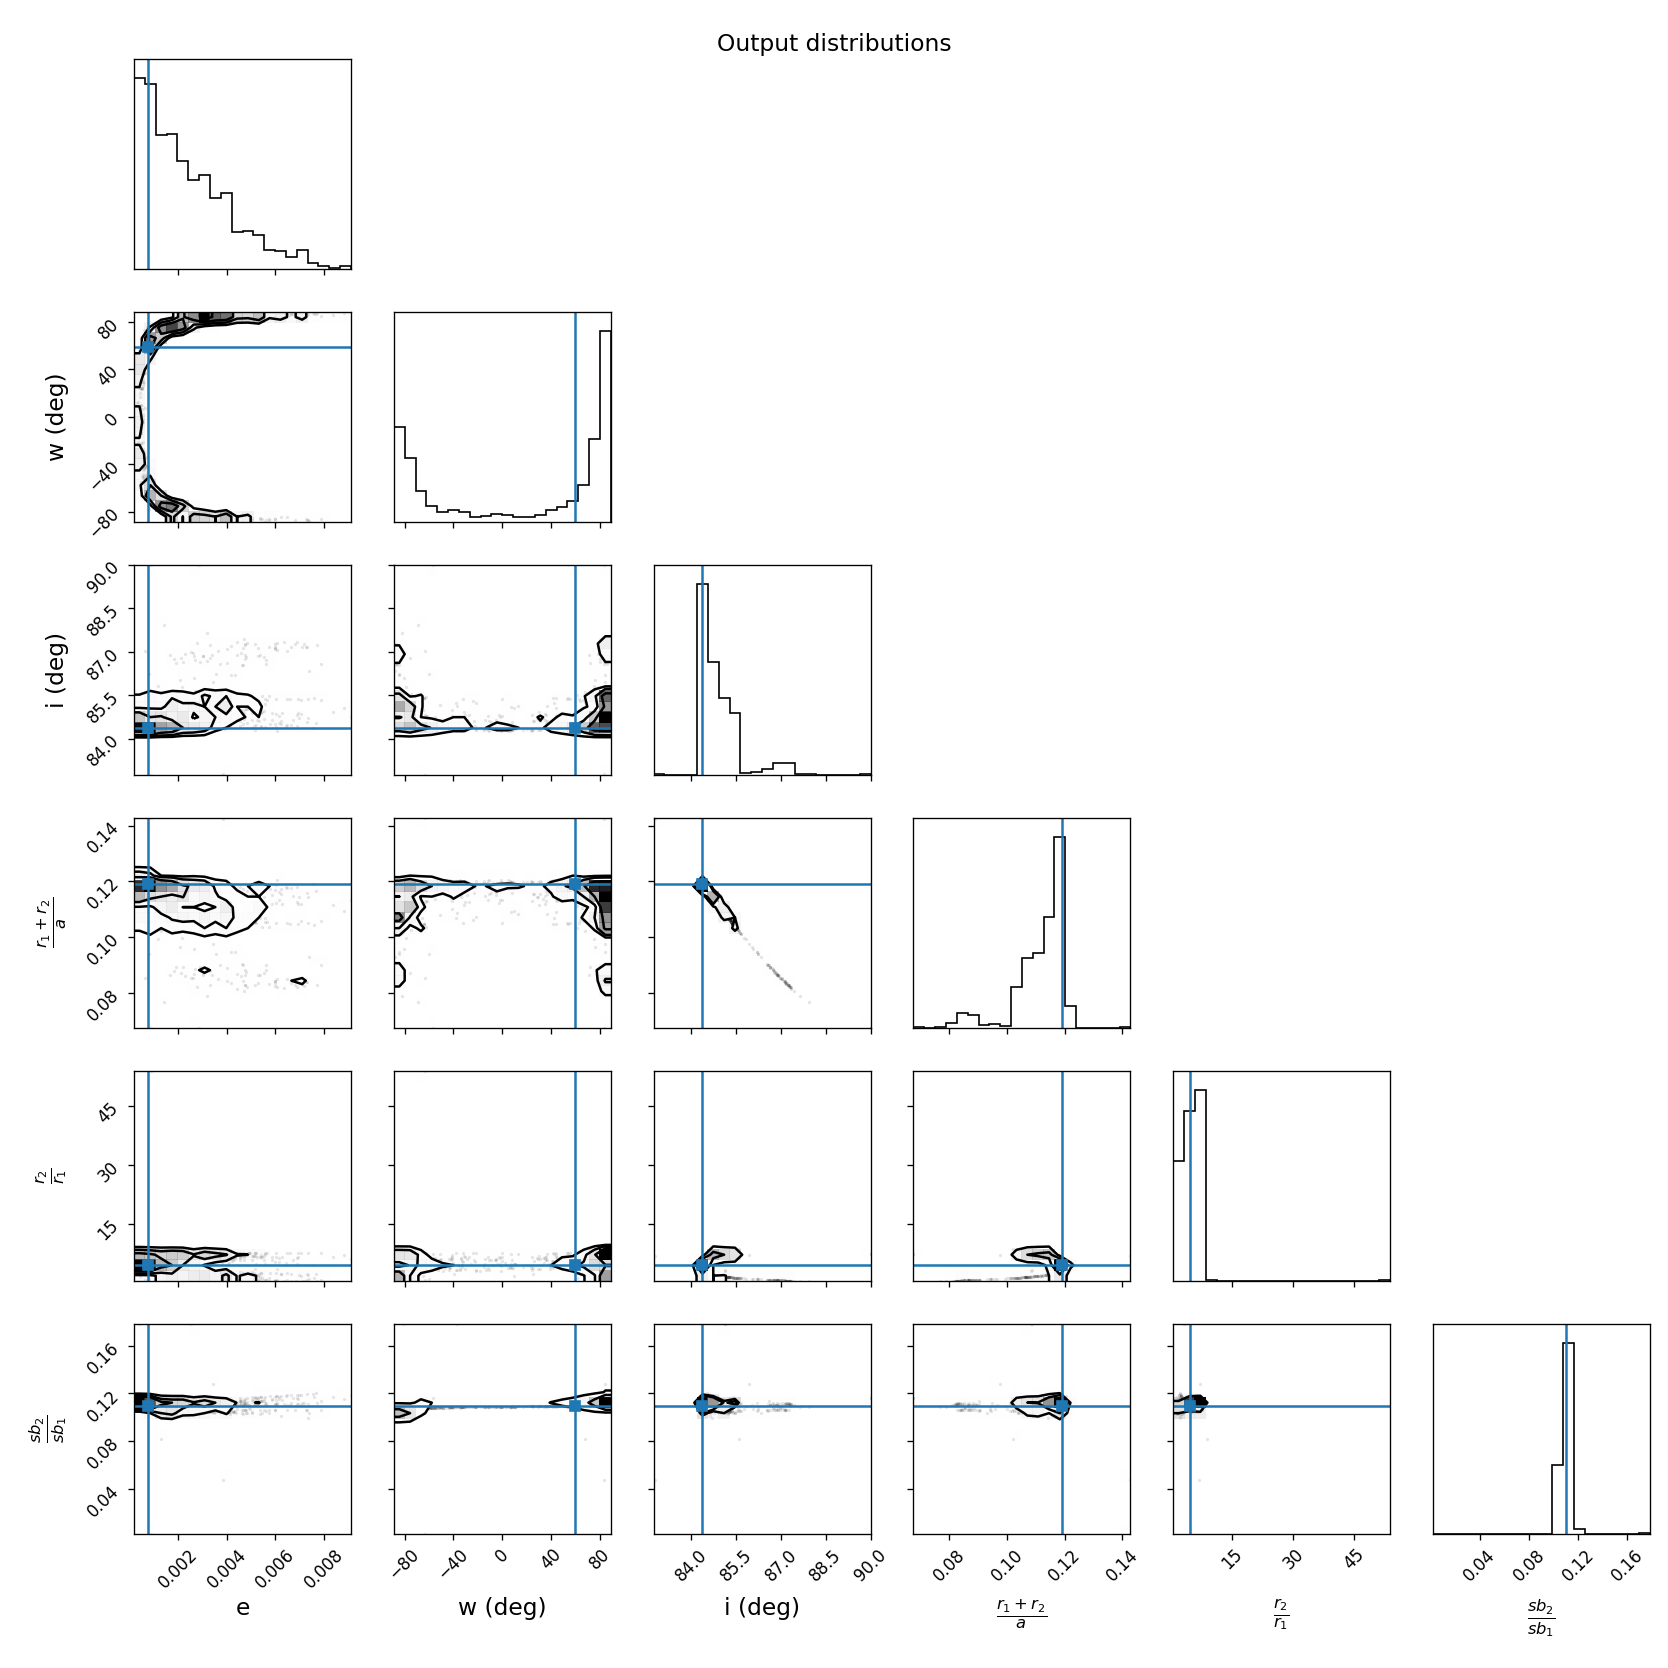 Output distributions
80
40
0
−40
−80
w (deg)
90.0
88.5
87.0
85.5
84.0
i (deg)
0.14
0.12
0.10
0.08
r₁ + r₂
a
45
30
15
r₂
r₁
0.16
0.12
0.08
0.04
sb₂
sb₁
0.002 0.004 0.006 0.008 −80 −40 0 40 80 84.0 85.5 87.0 88.5 90.0 0.08 0.10 0.12 0.14 15 30 45 0.04 0.08 0.12 0.16
e w (deg) i (deg)
r₁ + r₂ r₂ sb₂
a r₁ sb₁